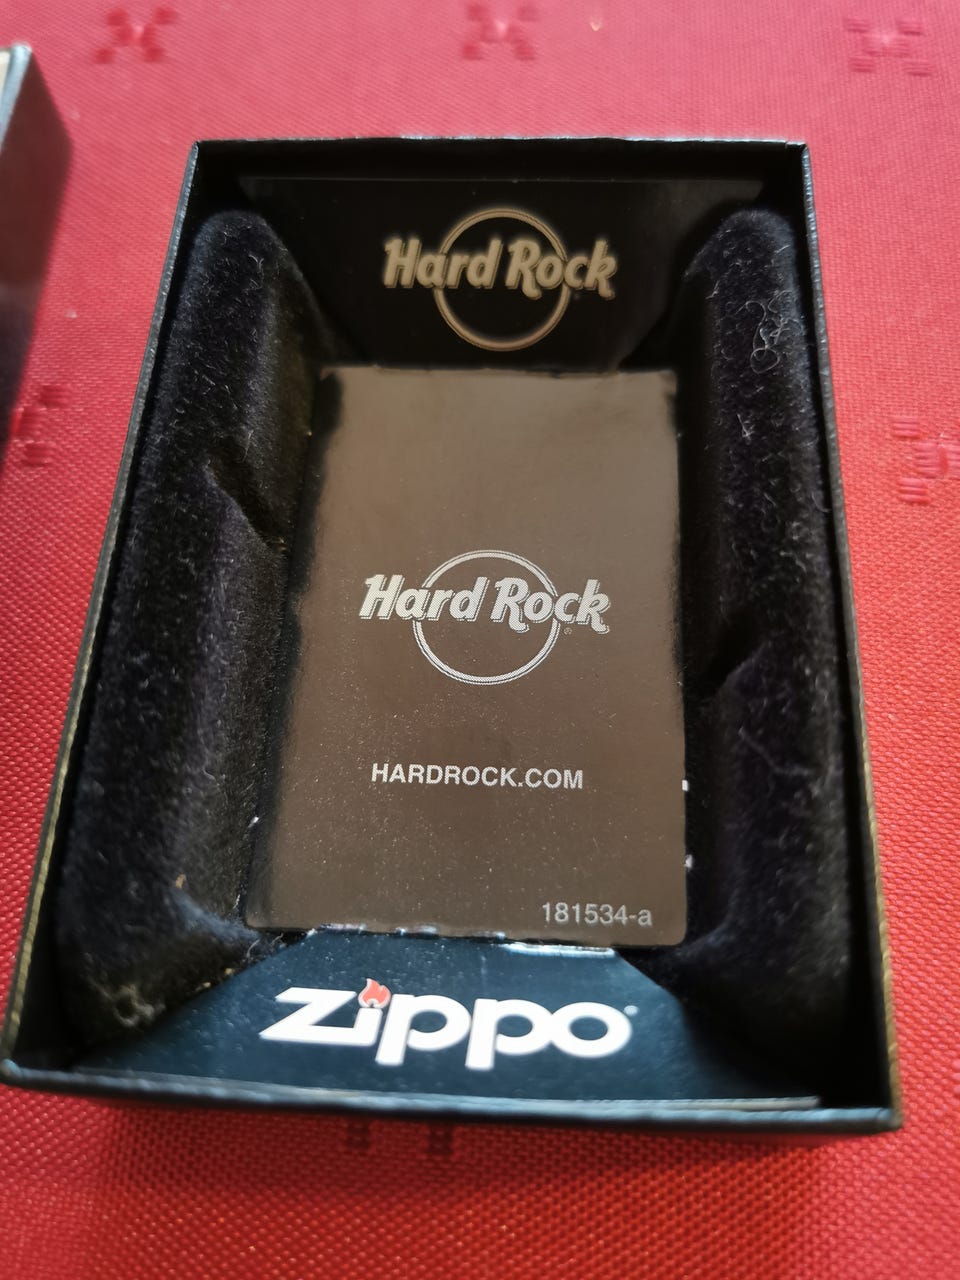 Hard Rock
Hard Rock®
HARDROCK.COM
181534-a
zippo®